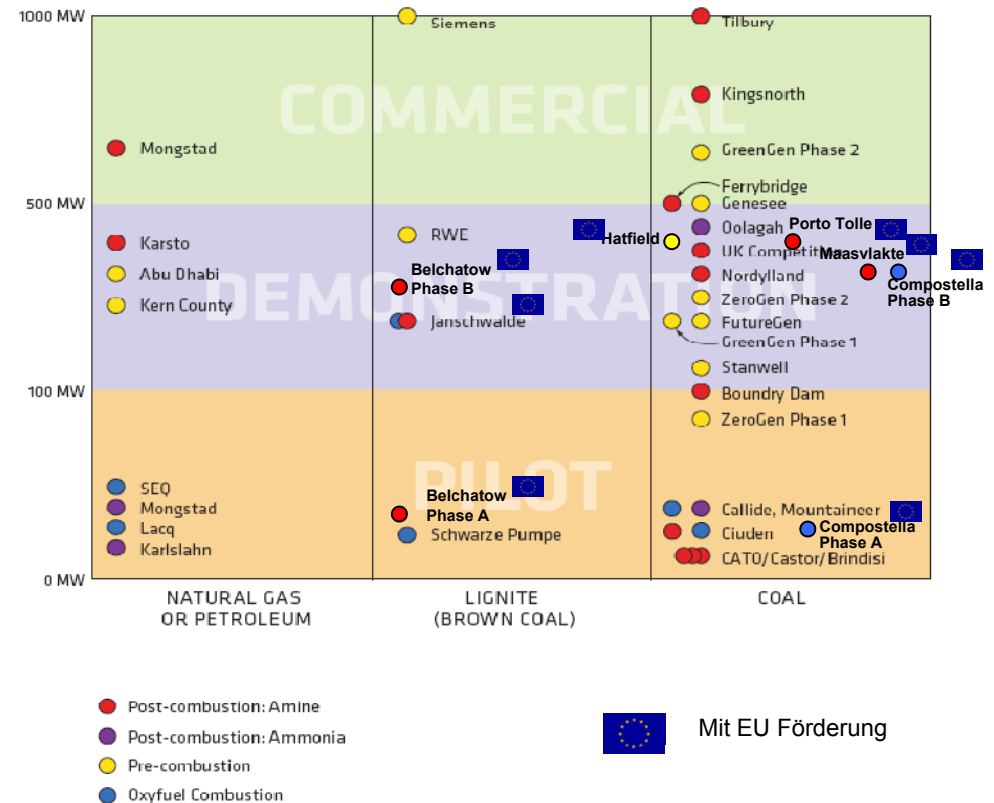 1000 MW
500 MW
100 MW
0 MW
COMMERCIAL
DEMONSTRATION
PILOT
Mongstad
Karsto
Abu Dhabi
Kern County
SEQ
Mongstad
Lacq
Karlslahn
Siemens
RWE
Belchatow
Phase B
Janschwalde
Belchatow
Phase A
Schwarze Pumpe
Tilbury
Kingsnorth
GreenGen Phase 2
Ferrybridge
Genesee
Oolagah
Hatfield
Porto Tolle
UK Competition
Maasvlakte
Nordylland
Compostella
Phase B
ZeroGen Phase 2
FutureGen
GreenGen Phase 1
Stanwell
Boundry Dam
ZeroGen Phase 1
Callide, Mountaineer
Ciuden
Compostella
Phase A
CATO/Castor/Brindisi
NATURAL GAS
OR PETROLEUM
LIGNITE
(BROWN COAL)
COAL
Post-combustion: Amine
Post-combustion: Ammonia
Pre-combustion
Oxyfuel Combustion
Mit EU Förderung